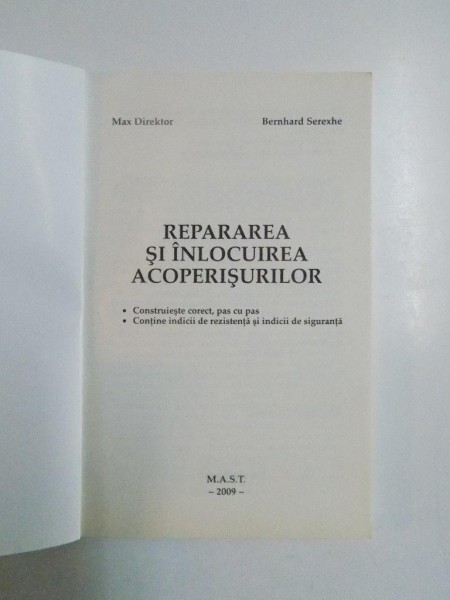 Max Direktor Bernhard Serexhe
REPARAREA
ŞI ÎNLOCUIREA
ACOPERIŞURILOR
• Construieşte corect, pas cu pas
• Conţine indicii de rezistenţă şi indicii de siguranţă
M.A.S.T.
– 2009 –